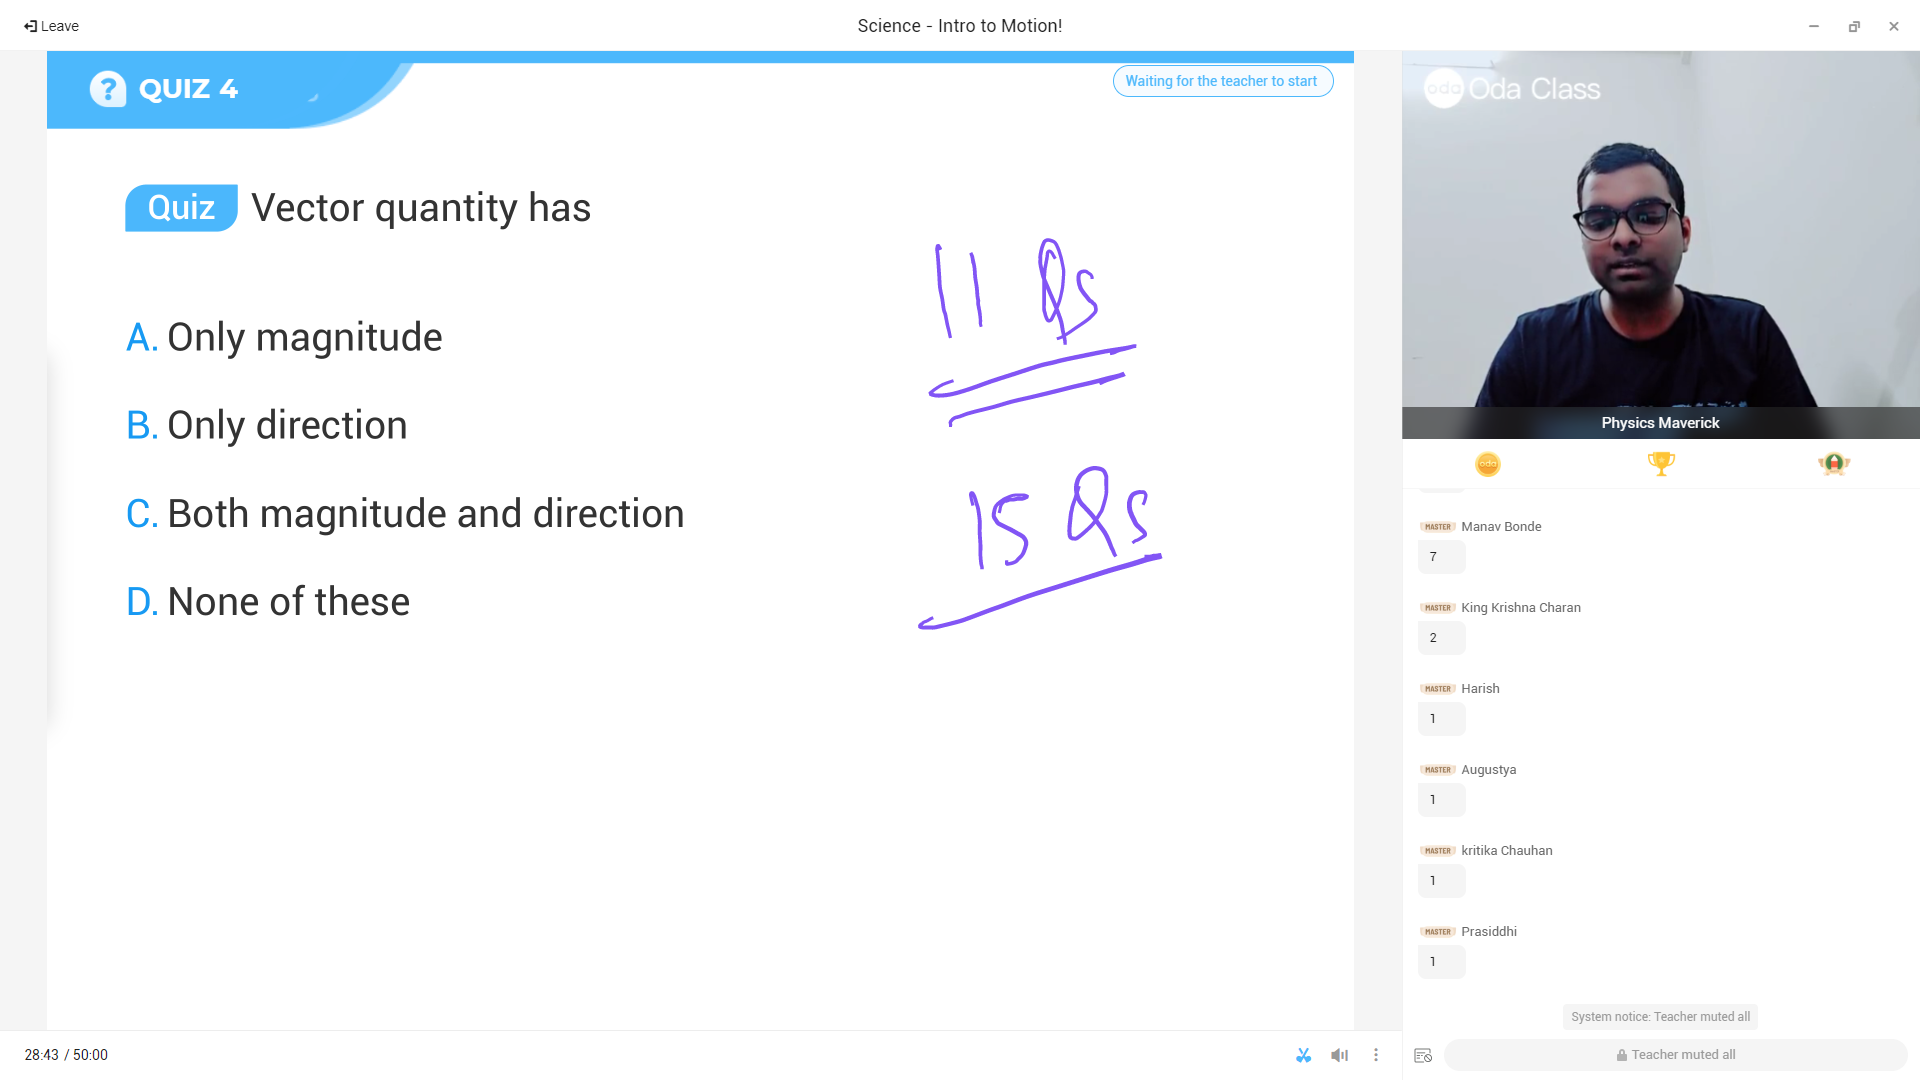 Leave
Science - Intro to Motion!
? QUIZ 4
Waiting for the teacher to start
Quiz Vector quantity has
A. Only magnitude
B. Only direction
C. Both magnitude and direction
D. None of these
11 Qs
15 Qs
oda Oda Class
Physics Maverick
oda
MASTER Manav Bonde
7
MASTER King Krishna Charan
2
MASTER Harish
1
MASTER Augustya
1
MASTER kritika Chauhan
1
MASTER Prasiddhi
1
System notice: Teacher muted all
28:43 / 50:00
Teacher muted all